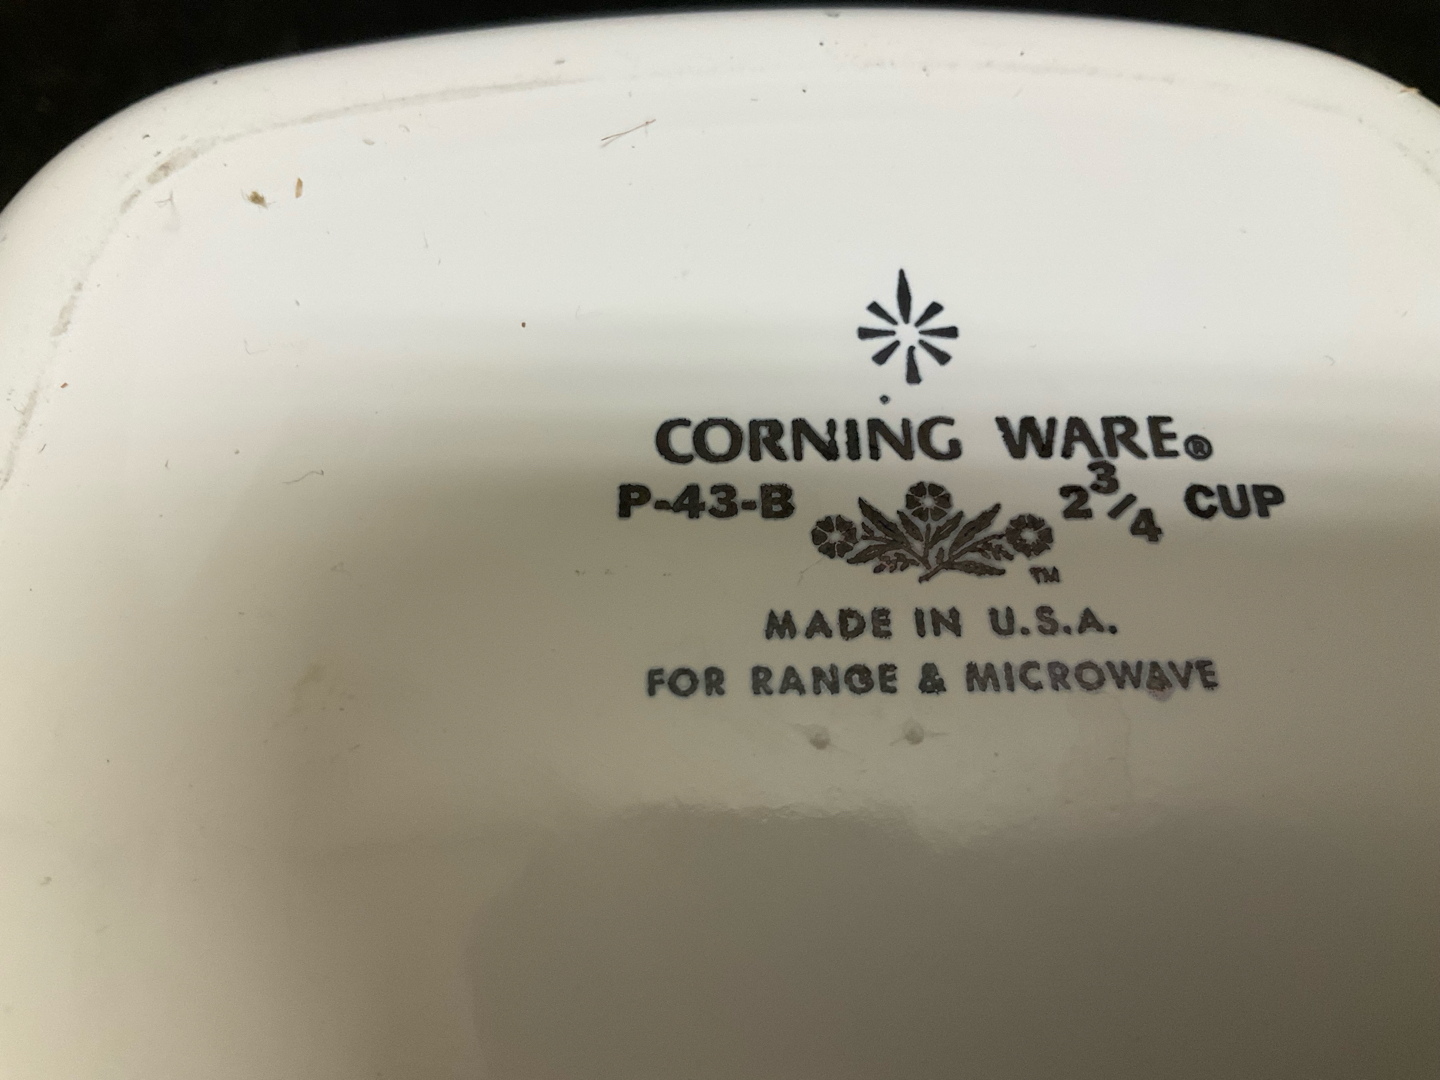 CORNING WARE®
P-43-B 2 3/4 CUP
TM
MADE IN U.S.A.
FOR RANGE & MICROWAVE